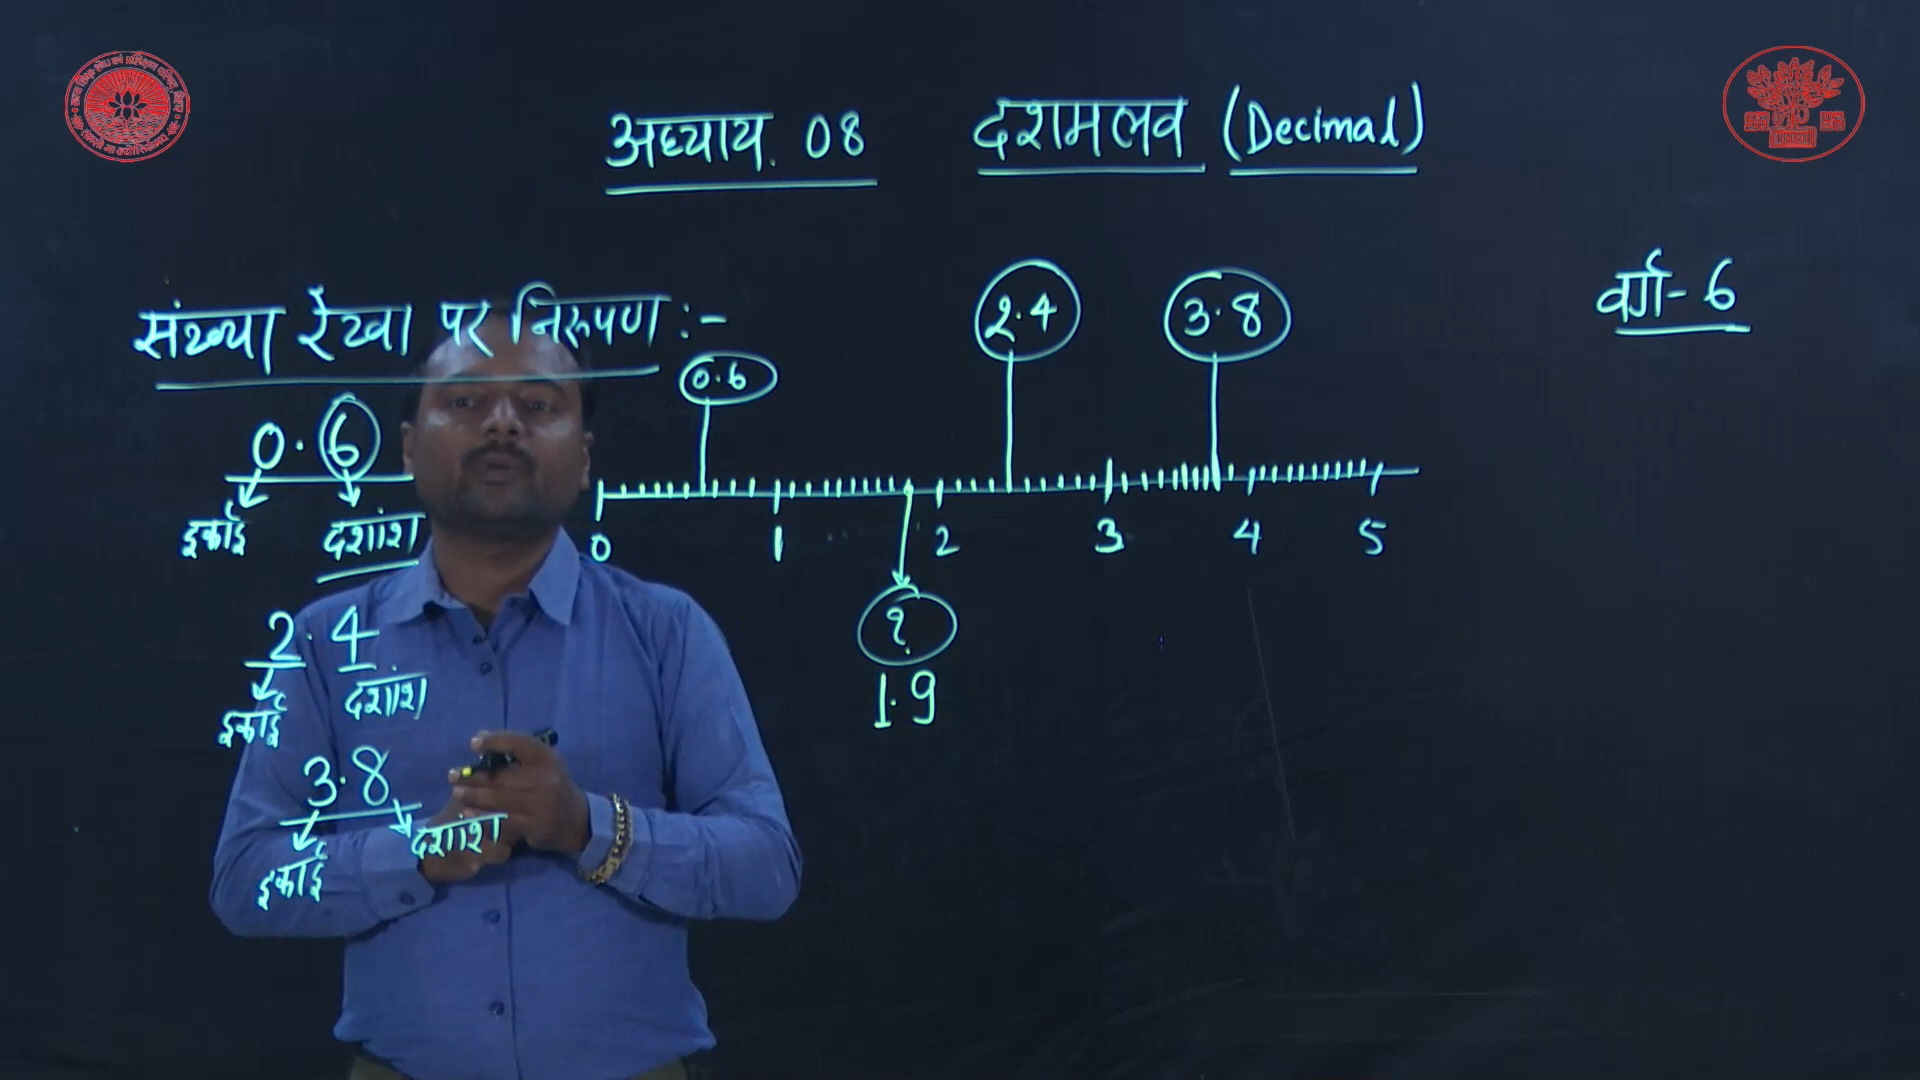 अध्याय. 08 दशमलव (Decimal)
वर्ग- 6
संख्या रेखा पर निरुपण :-
0.6
इकाई दशांश
2.4
इकाई दशांश
3.8
इकाई दशांश
0.6 2.4 3.8
0 1 2 3 4 5
?
1.9